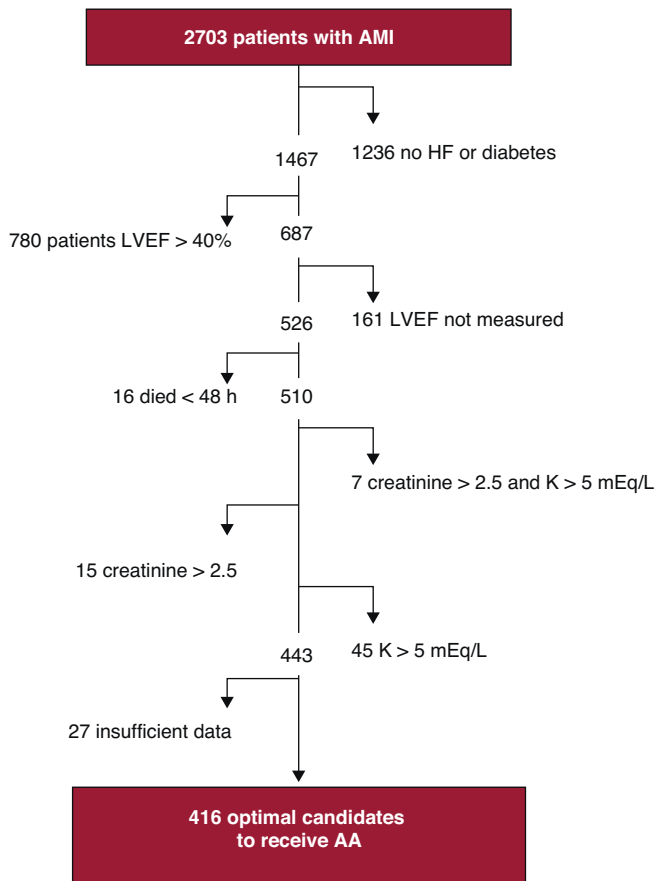 2703 patients with AMI
1236 no HF or diabetes
1467
780 patients LVEF > 40%
687
161 LVEF not measured
526
16 died < 48 h
510
7 creatinine > 2.5 and K > 5 mEq/L
15 creatinine > 2.5
45 K > 5 mEq/L
443
27 insufficient data
416 optimal candidates
to receive AA